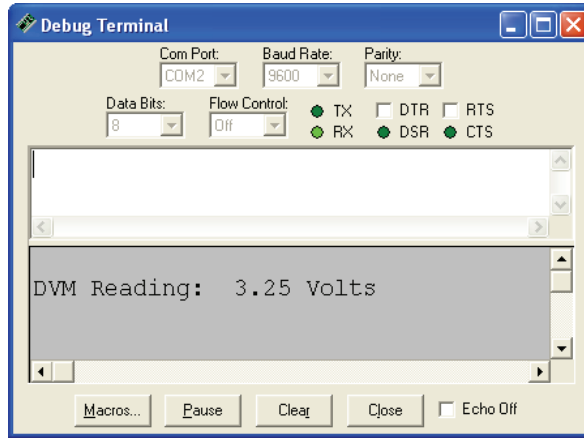 Debug Terminal
Com Port: Baud Rate: Parity:
COM2 9600 None
Data Bits: Flow Control: TX DTR RTS
8 Off RX DSR CTS
DVM Reading:  3.25 Volts
Macros... Pause Clear Close Echo Off